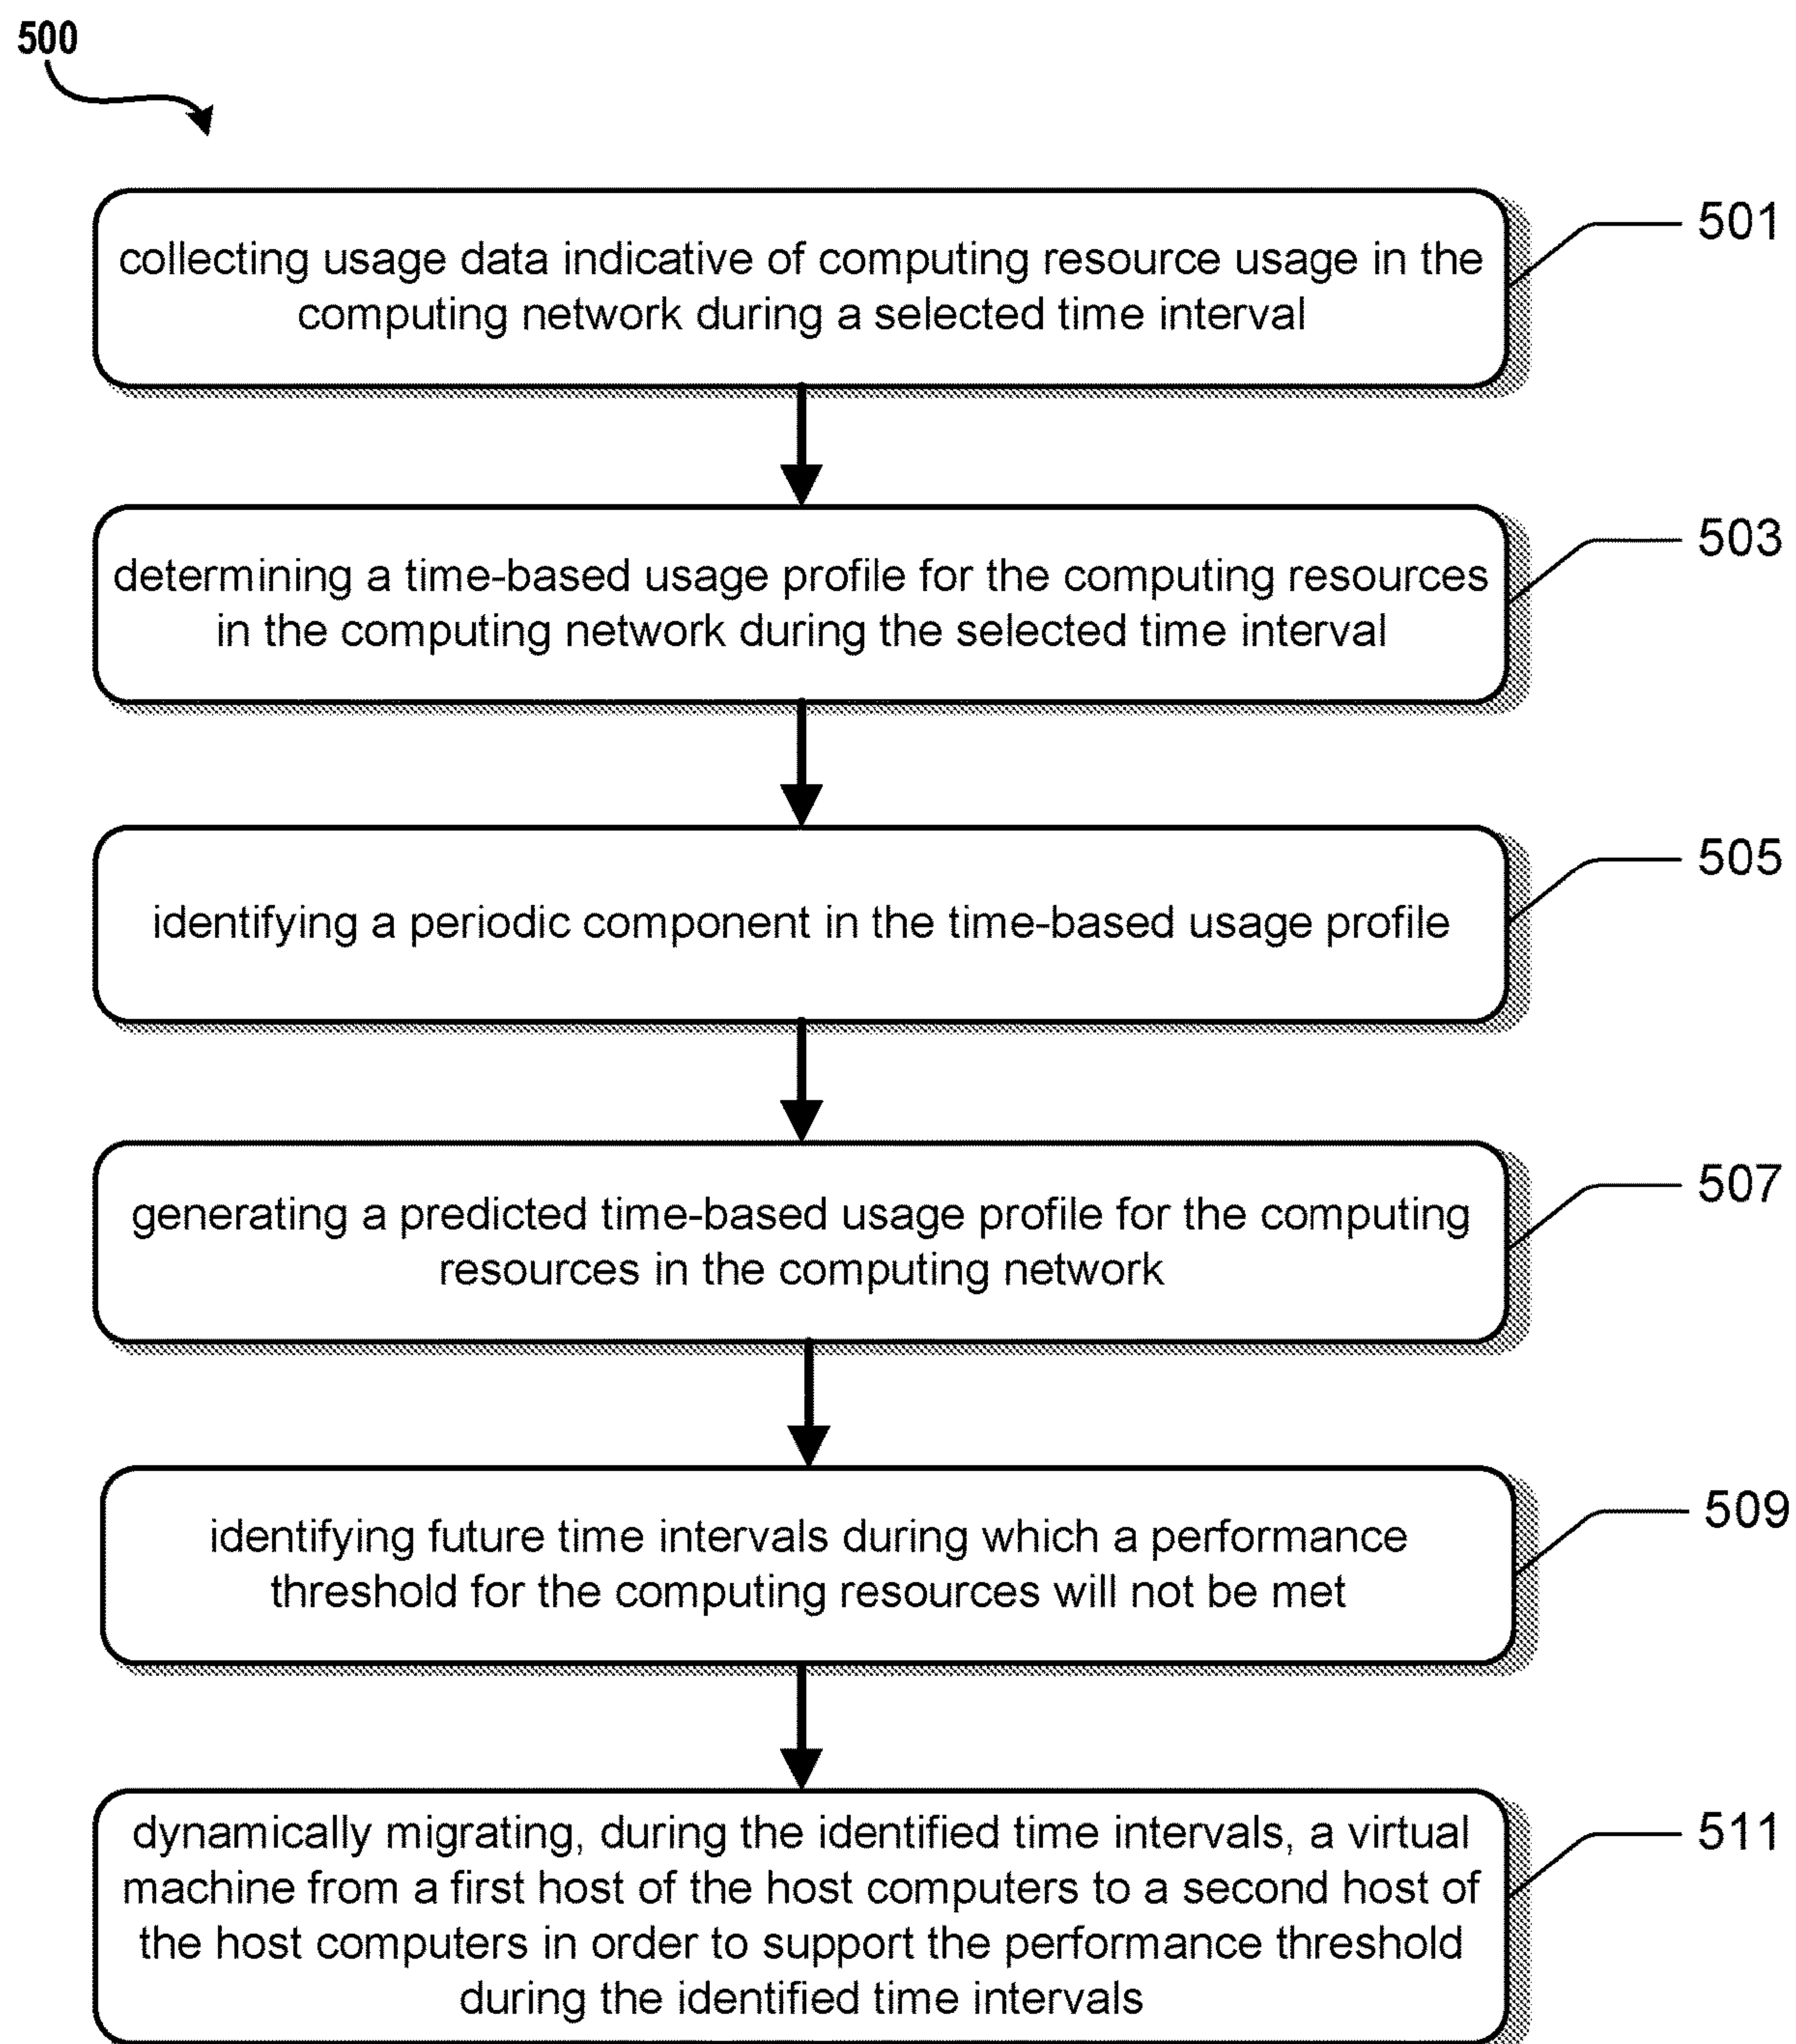 500
collecting usage data indicative of computing resource usage in the
computing network during a selected time interval
501
determining a time-based usage profile for the computing resources
in the computing network during the selected time interval
503
identifying a periodic component in the time-based usage profile
505
generating a predicted time-based usage profile for the computing
resources in the computing network
507
identifying future time intervals during which a performance
threshold for the computing resources will not be met
509
dynamically migrating, during the identified time intervals, a virtual
machine from a first host of the host computers to a second host of
the host computers in order to support the performance threshold
during the identified time intervals
511